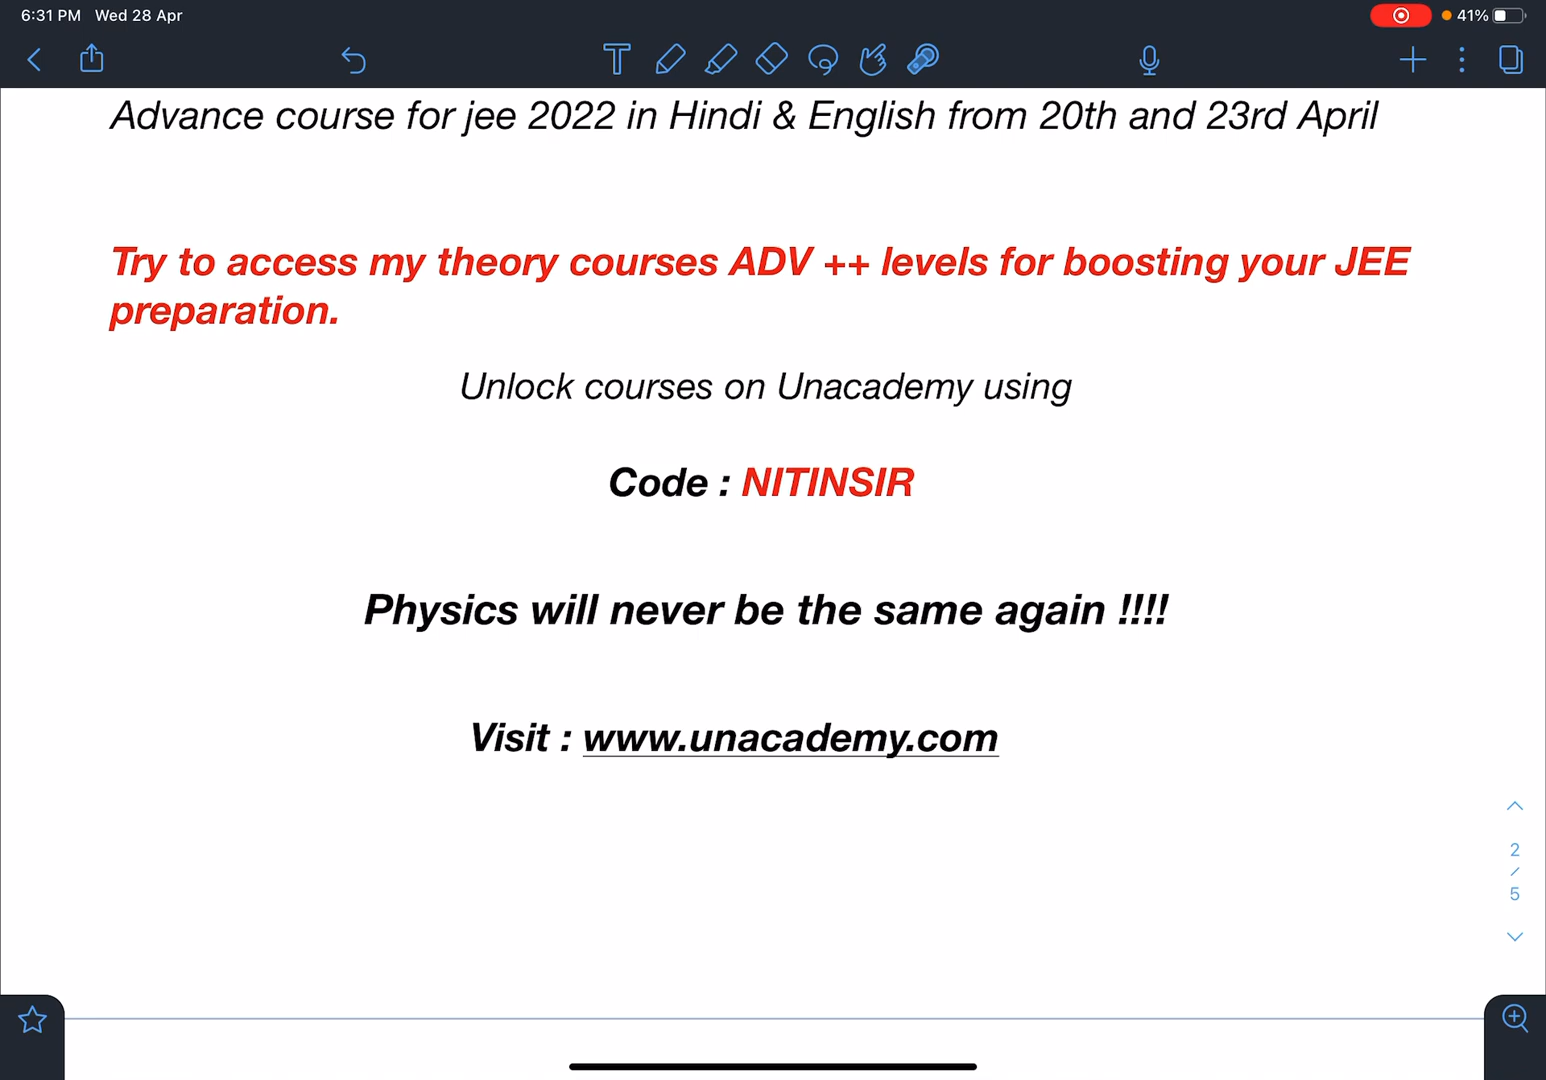 6:31 PM Wed 28 Apr
41%
Advance course for jee 2022 in Hindi & English from 20th and 23rd April
Try to access my theory courses ADV ++ levels for boosting your JEE
preparation.
Unlock courses on Unacademy using
Code : NITINSIR
Physics will never be the same again !!!!
Visit : www.unacademy.com
2
/
5